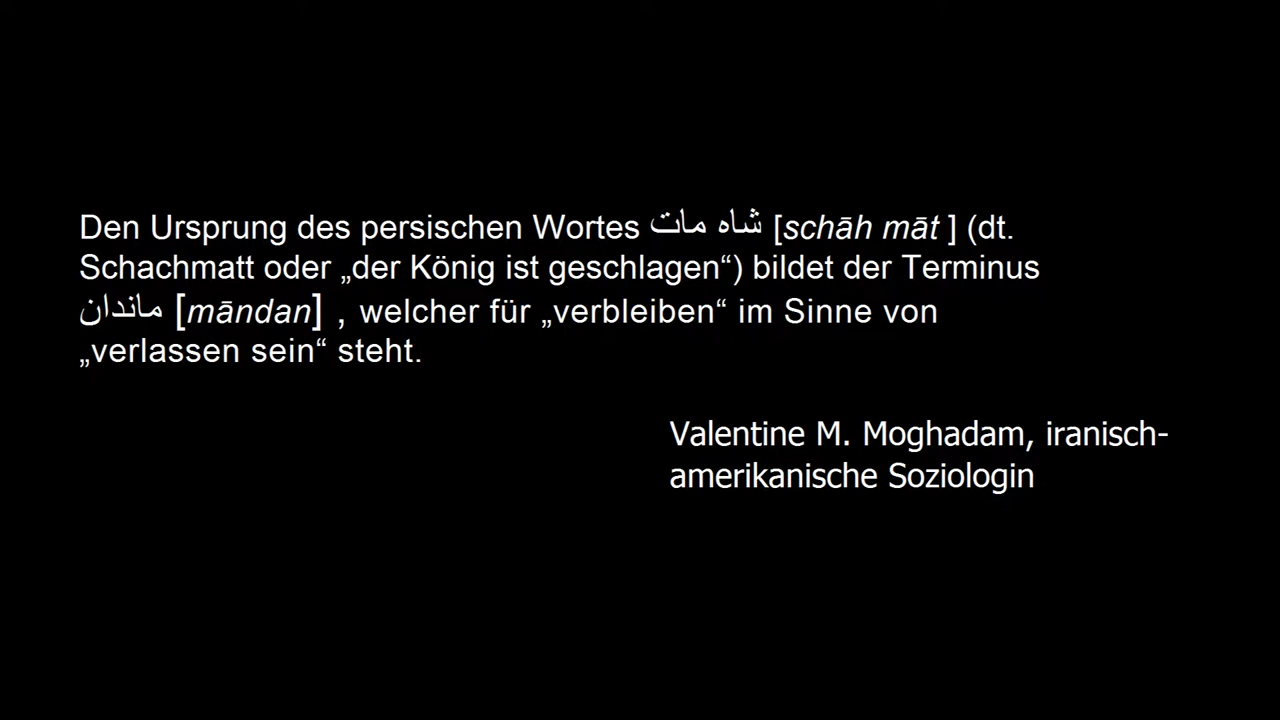 Den Ursprung des persischen Wortes شاه مات [schāh māt ] (dt.
Schachmatt oder „der König ist geschlagen“) bildet der Terminus
ماندان [māndan] , welcher für „verbleiben“ im Sinne von
„verlassen sein“ steht.
Valentine M. Moghadam, iranisch-
amerikanische Soziologin